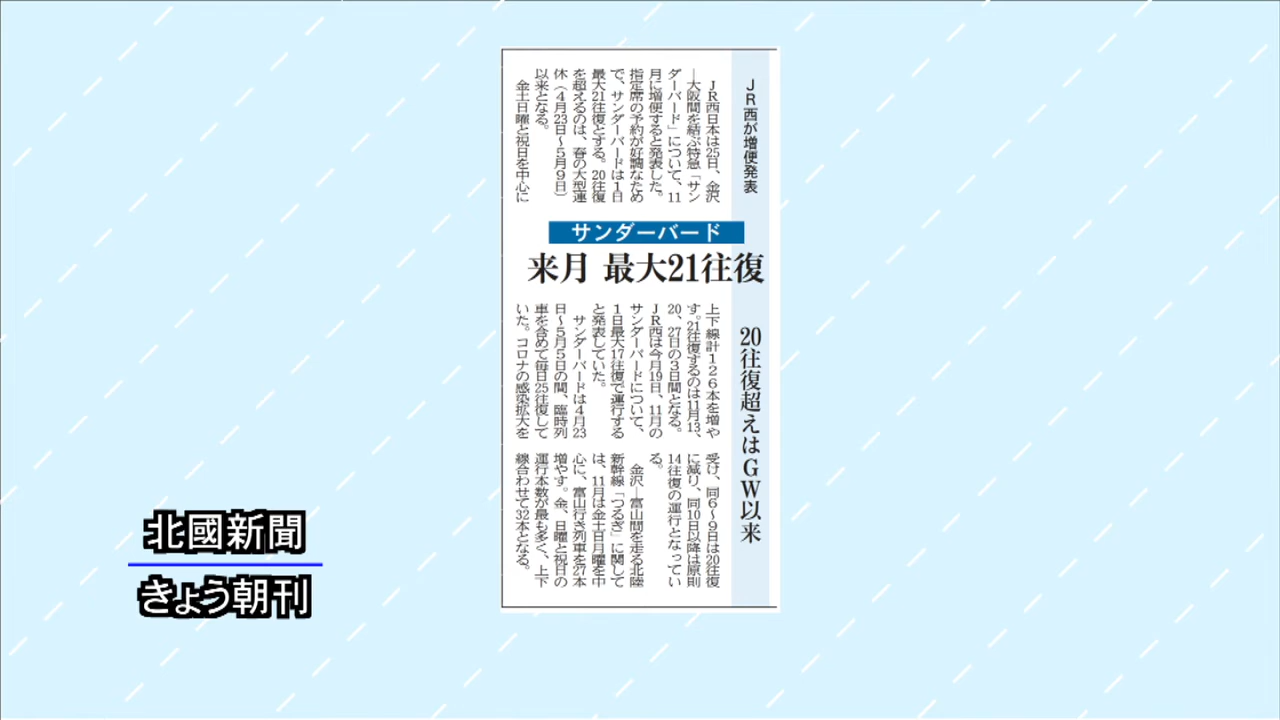 JR西が増便発表
サンダーバード
来月 最大21往復
20往復超えはGW以来
JR西日本は25日、金沢
―大阪間を結ぶ特急「サン
ダーバード」について、11
月に増便すると発表した。
指定席の予約が好調なため
で、サンダーバードは1日
最大21往復とする。20往復
を超えるのは、春の大型連
休(4月23日~5月9日)
以来となる。
金土日曜と祝日を中心に
上下線計126本を増や
す。21往復するのは11月13、
20、27日の3日間となる。
JR西は今月19日、11月の
サンダーバードについて、
1日最大17往復で運行する
と発表していた。
サンダーバードは4月23
日~5月5日の間、臨時列
車を含めて毎日25往復して
いた。コロナの感染拡大を
受け、同6~9日は20往復
に減り、同10日以降は原則
14往復の運行となってい
る。
金沢―富山間を走る北陸
新幹線「つるぎ」に関して
は、11月は金土日月曜を中
心に、富山行き列車を27本
増やす。金、日曜と祝日の
運行本数が最も多く、上下
線合わせて32本となる。
北國新聞
きょう朝刊